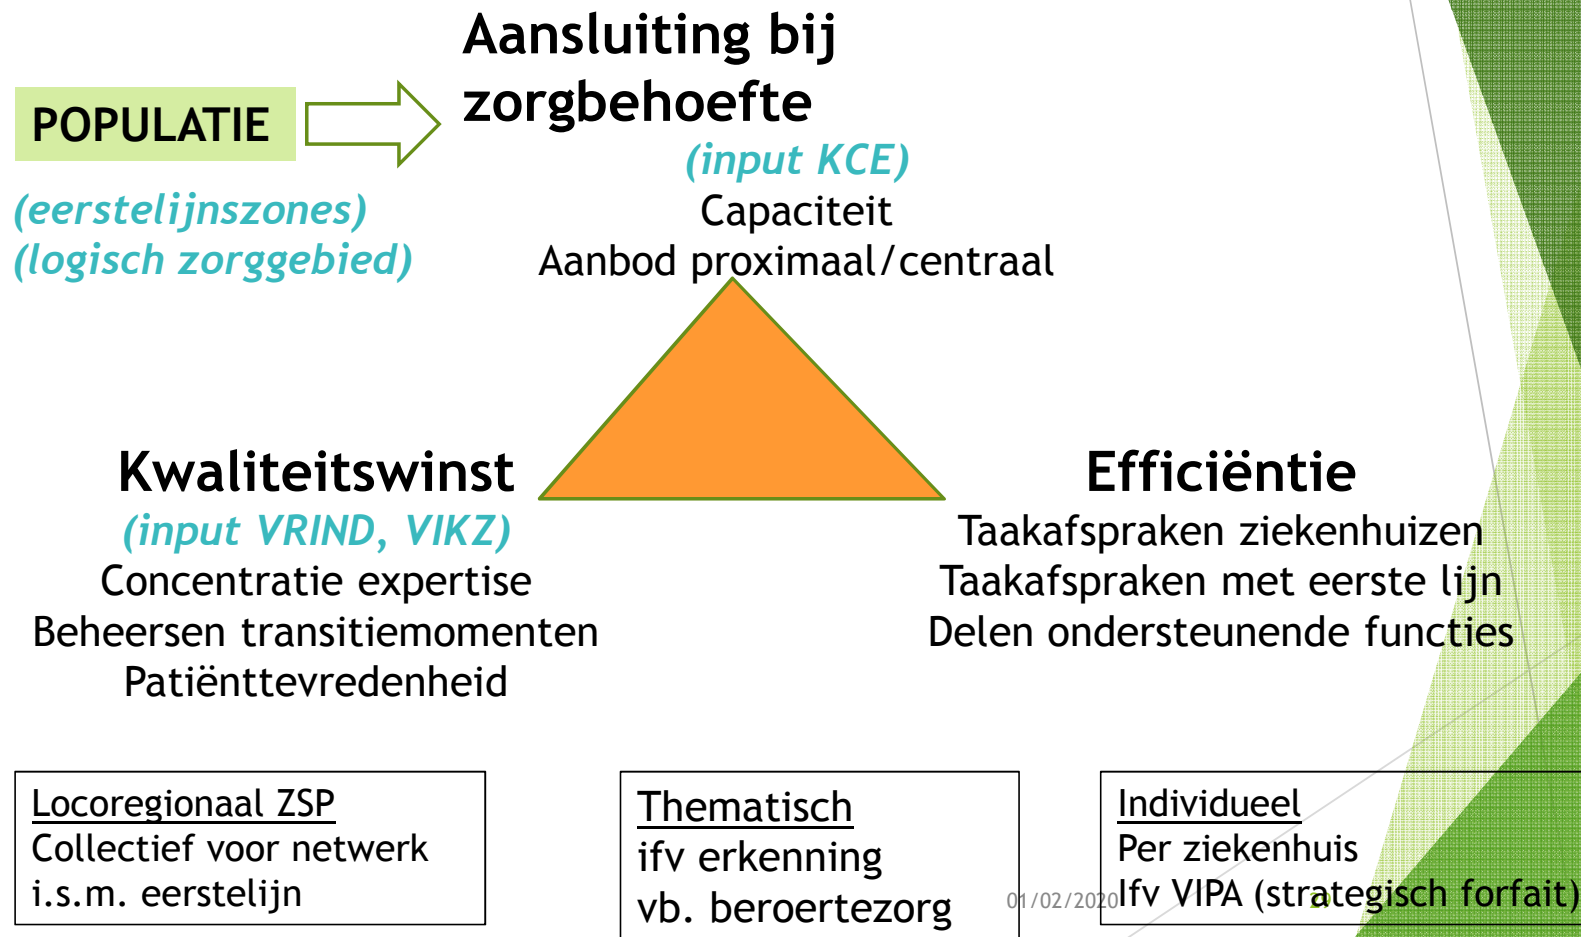 Aansluiting bij
zorgbehoefte
POPULATIE
(input KCE)
(eerstelijnszones)
(logisch zorggebied)
Capaciteit
Aanbod proximaal/centraal
Kwaliteitswinst
(input VRIND, VIKZ)
Concentratie expertise
Beheersen transitiemomenten
Patiënttevredenheid
Efficiëntie
Taakafspraken ziekenhuizen
Taakafspraken met eerste lijn
Delen ondersteunende functies
Locoregionaal ZSP
Collectief voor netwerk
i.s.m. eerstelijn
Thematisch
ifv erkenning
vb. beroertezorg
Individueel
Per ziekenhuis
Ifv VIPA (strategisch forfait)
01/02/2020